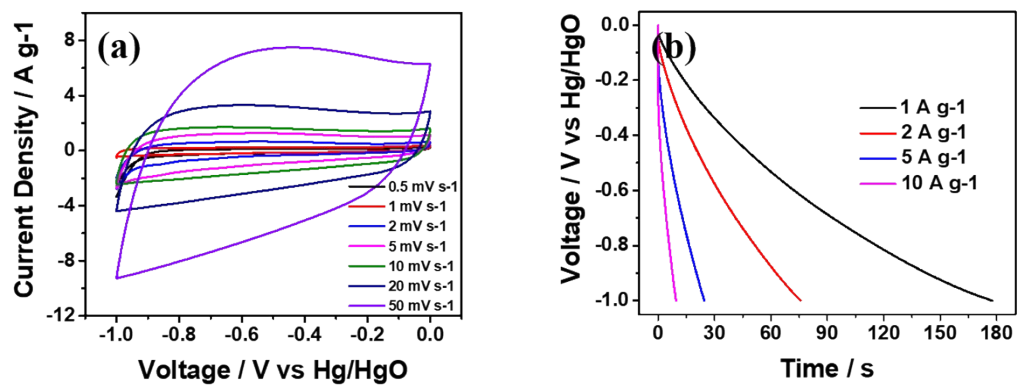 (a)
Current Density / A g-1
8
4
0
-4
-8
-12
0.5 mV s-1
1 mV s-1
2 mV s-1
5 mV s-1
10 mV s-1
20 mV s-1
50 mV s-1
-1.0 -0.8 -0.6 -0.4 -0.2 0.0
Voltage / V vs Hg/HgO
(b)
Voltage / V vs Hg/HgO
0.0
-0.2
-0.4
-0.6
-0.8
-1.0
1 A g-1
2 A g-1
5 A g-1
10 A g-1
0 30 60 90 120 150 180
Time / s